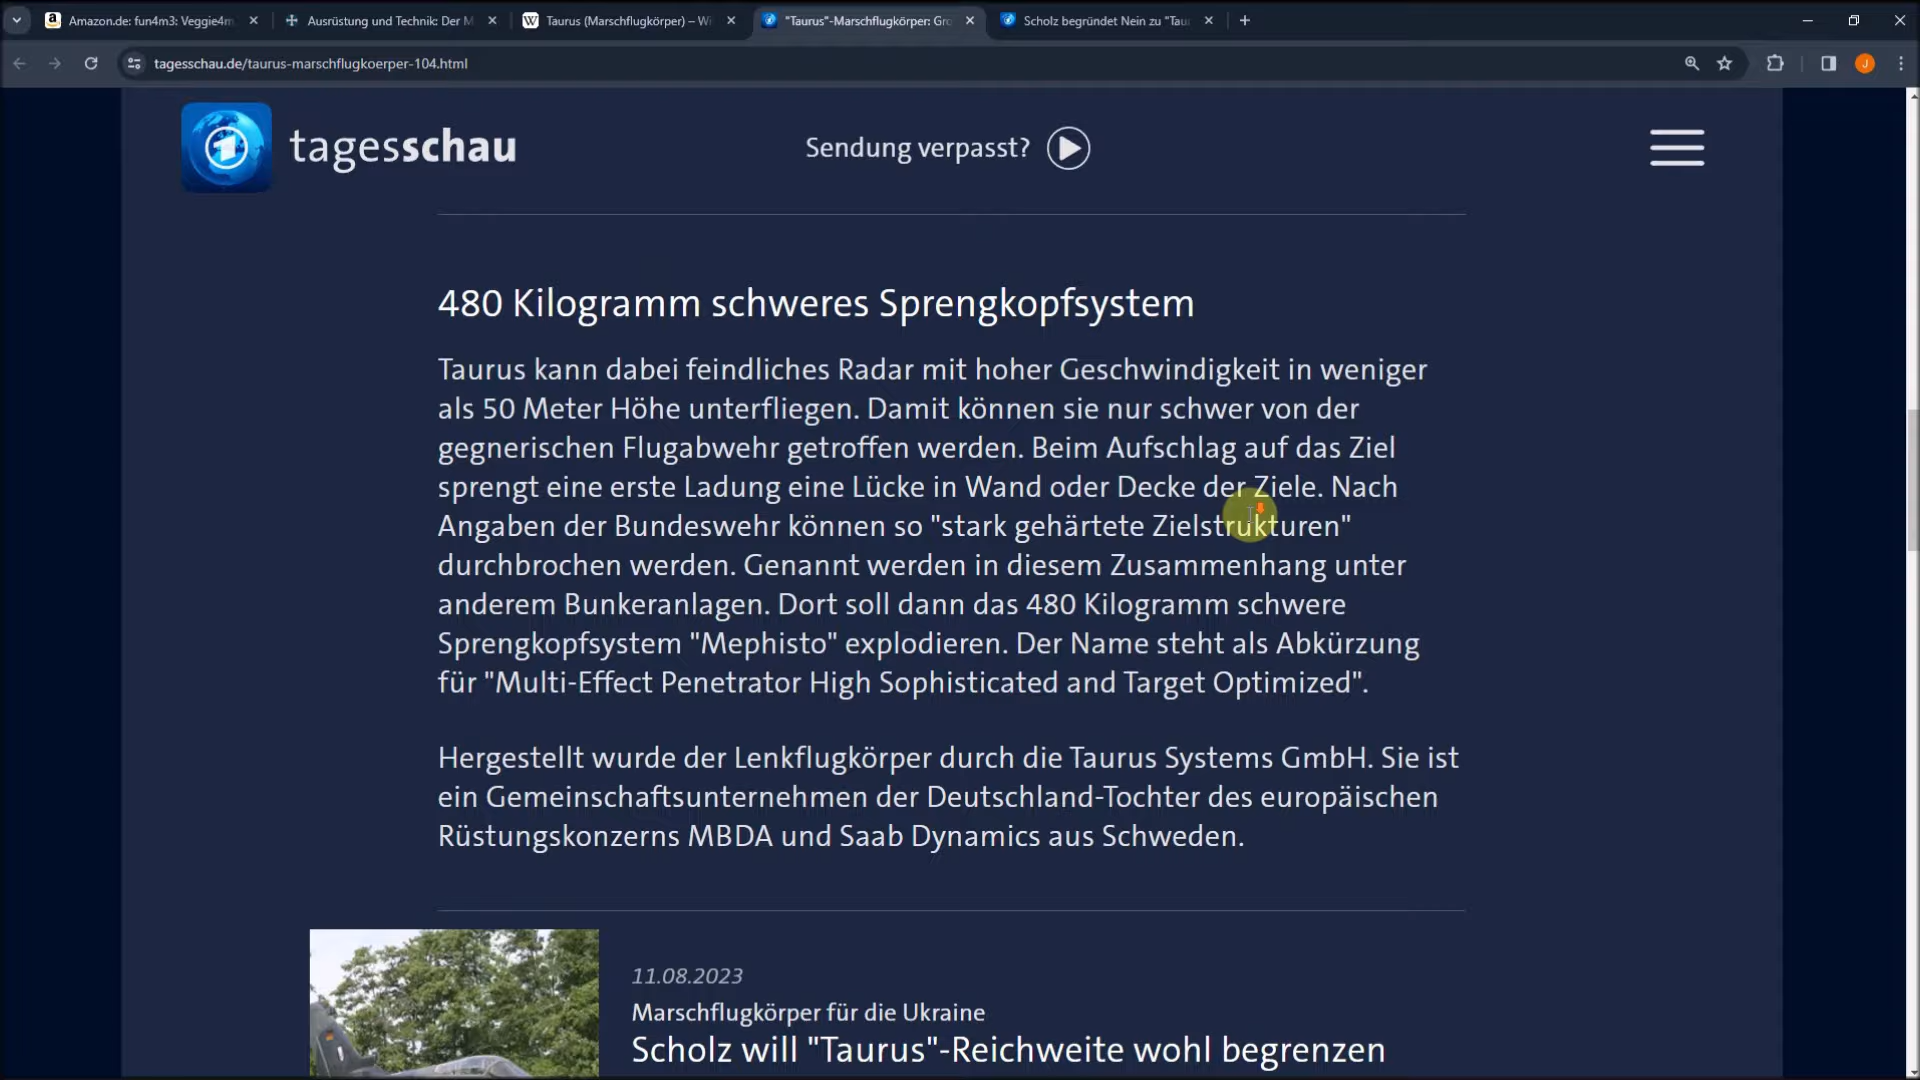 Amazon.de: fun4m3: Veggie4m
Ausrüstung und Technik: Der M
W Taurus (Marschflugkörper) – Wi
"Taurus"-Marschflugkörper: Gro
Scholz begründet Nein zu "Tau
tagesschau.de/taurus-marschflugkoerper-104.html
J
1
tagesschau
Sendung verpasst?
480 Kilogramm schweres Sprengkopfsystem
Taurus kann dabei feindliches Radar mit hoher Geschwindigkeit in weniger
als 50 Meter Höhe unterfliegen. Damit können sie nur schwer von der
gegnerischen Flugabwehr getroffen werden. Beim Aufschlag auf das Ziel
sprengt eine erste Ladung eine Lücke in Wand oder Decke der Ziele. Nach
Angaben der Bundeswehr können so "stark gehärtete Zielstrukturen"
durchbrochen werden. Genannt werden in diesem Zusammenhang unter
anderem Bunkeranlagen. Dort soll dann das 480 Kilogramm schwere
Sprengkopfsystem "Mephisto" explodieren. Der Name steht als Abkürzung
für "Multi-Effect Penetrator High Sophisticated and Target Optimized".
Hergestellt wurde der Lenkflugkörper durch die Taurus Systems GmbH. Sie ist
ein Gemeinschaftsunternehmen der Deutschland-Tochter des europäischen
Rüstungskonzerns MBDA und Saab Dynamics aus Schweden.
11.08.2023
Marschflugkörper für die Ukraine
Scholz will "Taurus"-Reichweite wohl begrenzen